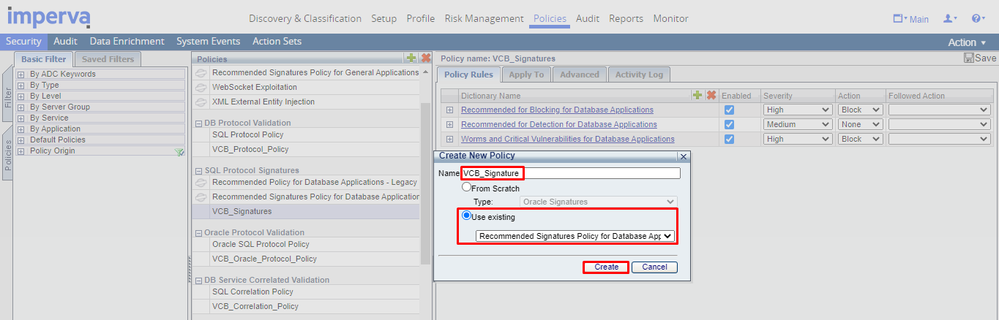 imperva
Discovery & Classification Setup Profile Risk Management Policies Audit Reports Monitor
Main
Security Audit Data Enrichment System Events Action Sets
Action
Filter
Policies
Basic Filter Saved Filters
By ADC Keywords
By Type
By Level
By Server Group
By Service
By Application
Default Policies
Policy Origin
Policies
Recommended Signatures Policy for General Applications
WebSocket Exploitation
XML External Entity Injection
DB Protocol Validation
SQL Protocol Policy
VCB_Protocol_Policy
SQL Protocol Signatures
Recommended Policy for Database Applications - Legacy
Recommended Signatures Policy for Database Application
VCB_Signatures
Oracle Protocol Validation
Oracle SQL Protocol Policy
VCB_Oracle_Protocol_Policy
DB Service Correlated Validation
SQL Correlation Policy
VCB_Correlation_Policy
Policy name: VCB_Signatures
Save
Policy Rules Apply To Advanced Activity Log
Dictionary Name Enabled Severity Action Followed Action
Recommended for Blocking for Database Applications High Block
Recommended for Detection for Database Applications Medium None
Worms and Critical Vulnerabilities for Database Applications High Block
Create New Policy
Name VCB_Signature
From Scratch
Type: Oracle Signatures
Use existing
Recommended Signatures Policy for Database App
Create Cancel